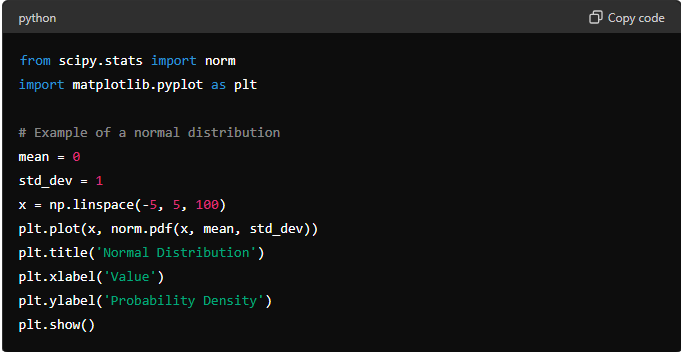 python
Copy code
from scipy.stats import norm
import matplotlib.pyplot as plt
# Example of a normal distribution
mean = 0
std_dev = 1
x = np.linspace(-5, 5, 100)
plt.plot(x, norm.pdf(x, mean, std_dev))
plt.title('Normal Distribution')
plt.xlabel('Value')
plt.ylabel('Probability Density')
plt.show()